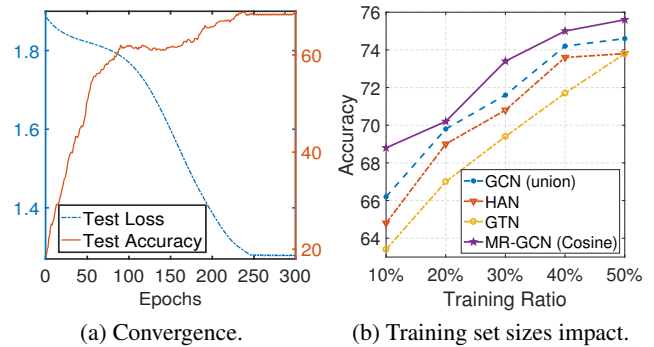 1.8
1.6
1.4
60
40
20
Test Loss
Test Accuracy
0 50 100 150 200 250 300
Epochs
(a) Convergence.
Accuracy
76
74
72
70
68
66
64
GCN (union)
HAN
GTN
MR-GCN (Cosine)
10% 20% 30% 40% 50%
Training Ratio
(b) Training set sizes impact.